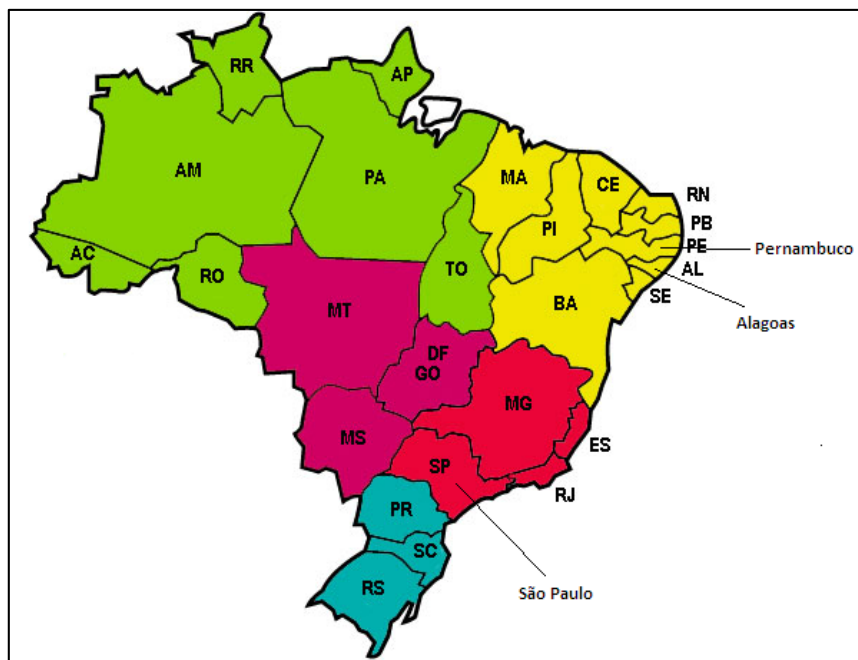 RR
AP
AM
PA
MA
CE
RN
PI
PB
PE
Pernambuco
AC
RO
TO
AL
SE
BA
MT
Alagoas
DF
GO
MG
MS
ES
SP
RJ
PR
SC
RS
São Paulo